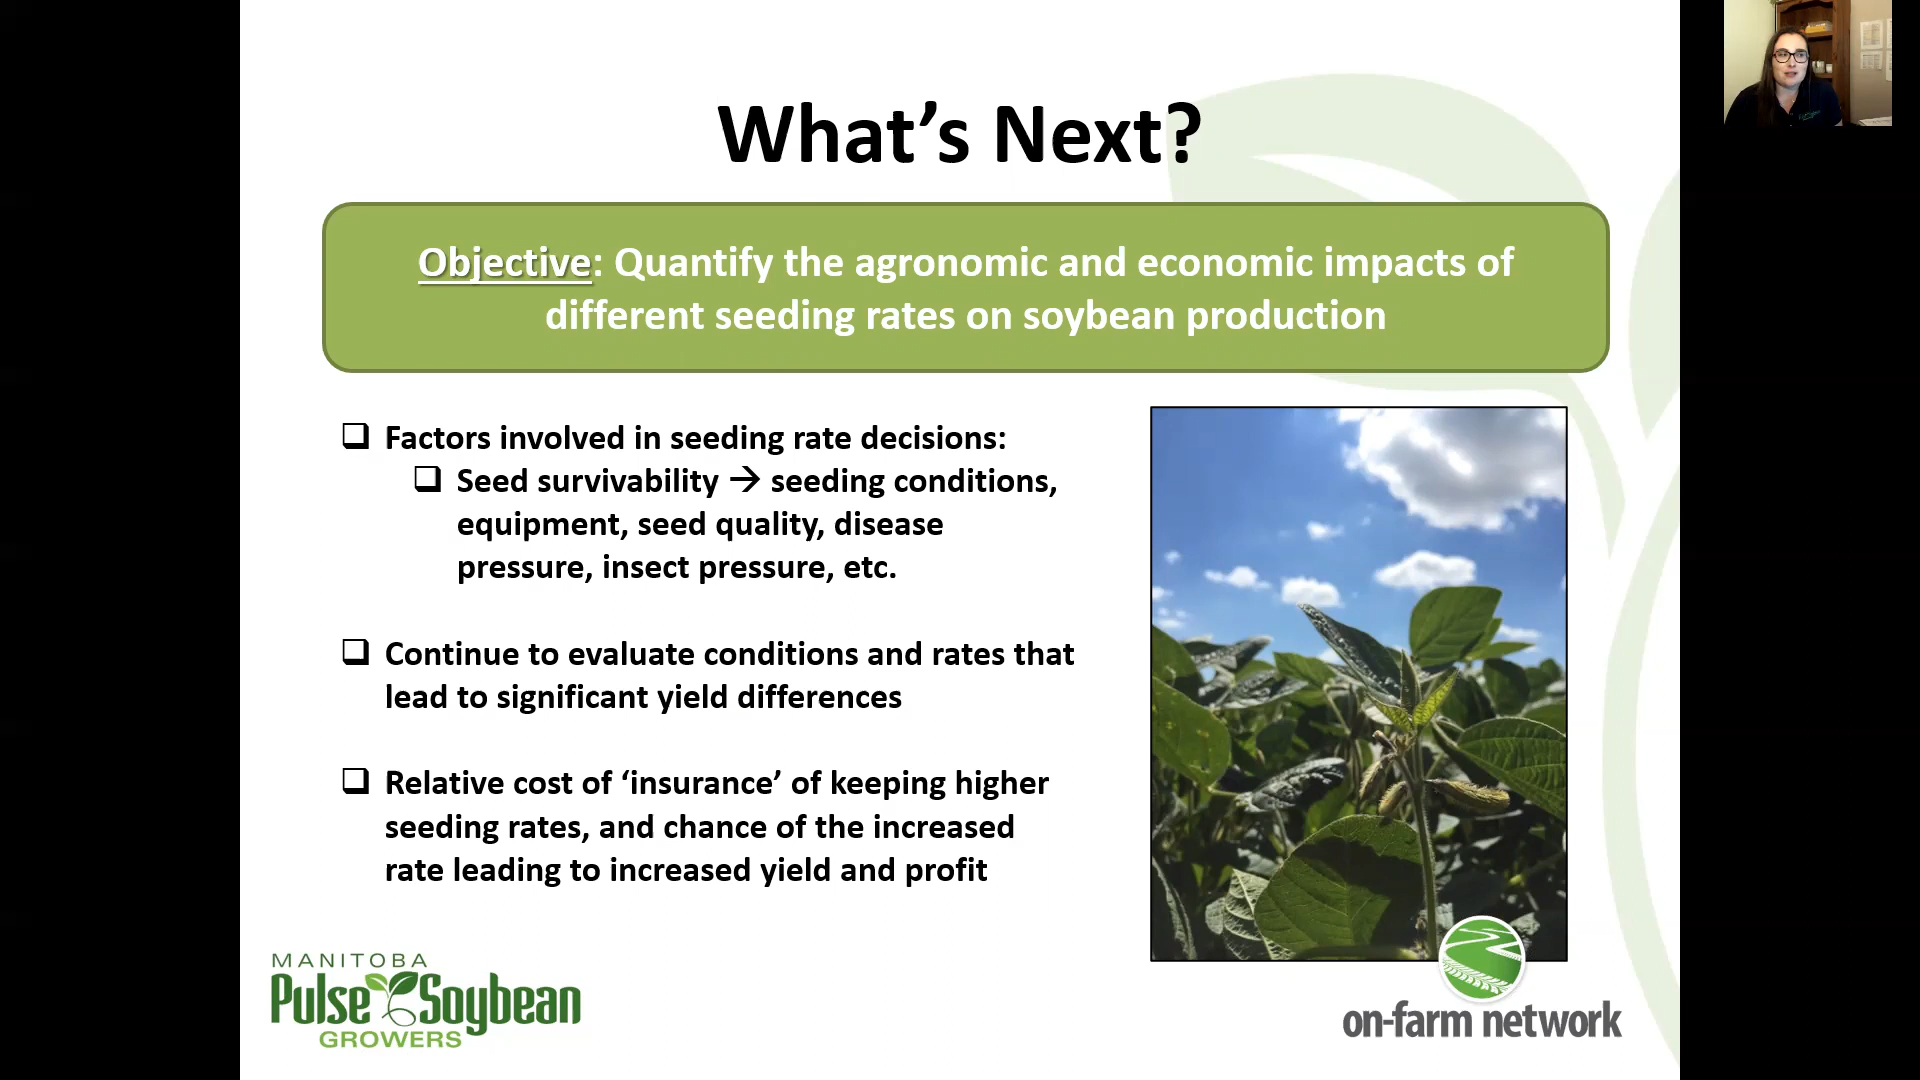 What's Next?
Objective: Quantify the agronomic and economic impacts of
different seeding rates on soybean production
Factors involved in seeding rate decisions:
Seed survivability → seeding conditions,
equipment, seed quality, disease
pressure, insect pressure, etc.
Continue to evaluate conditions and rates that
lead to significant yield differences
Relative cost of ‘insurance’ of keeping higher
seeding rates, and chance of the increased
rate leading to increased yield and profit
MANITOBA
Pulse Soybean
GROWERS
on-farm network